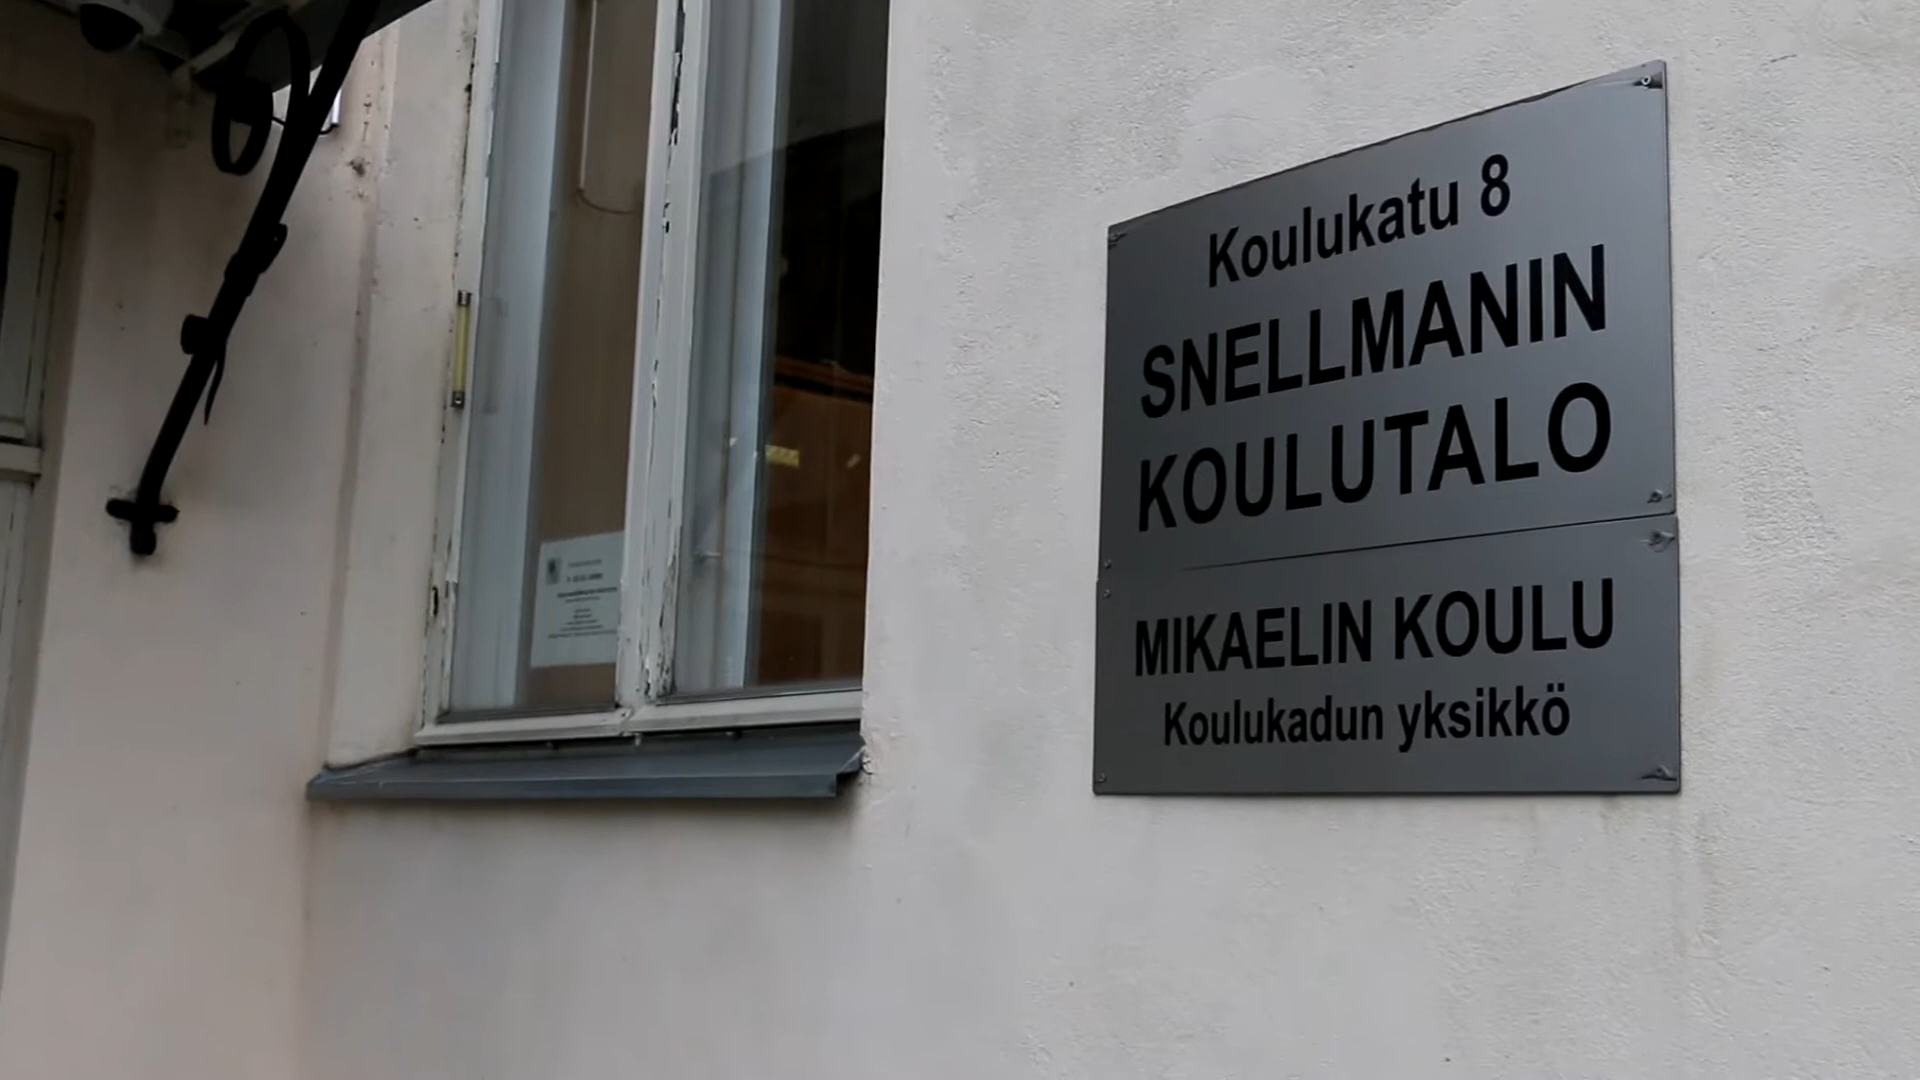 Koulukatu 8
SNELLMANIN
KOULUTALO
MIKAELIN KOULU
Koulukadun yksikkö